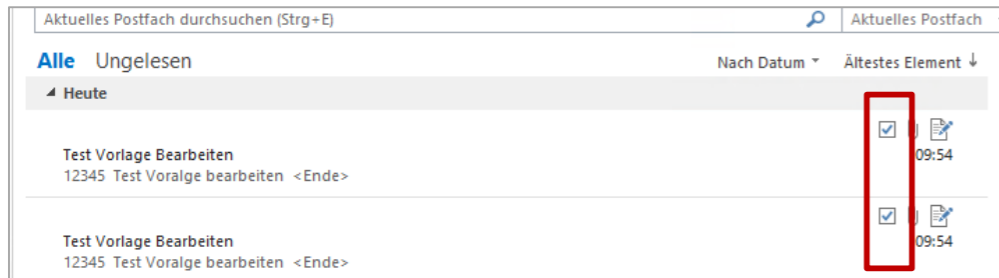 Aktuelles Postfach durchsuchen (Strg+E) Aktuelles Postfach
Alle Ungelesen Nach Datum Ältestes Element
Heute
Test Vorlage Bearbeiten 09:54
12345 Test Voralge bearbeiten <Ende>
Test Vorlage Bearbeiten 09:54
12345 Test Voralge bearbeiten <Ende>